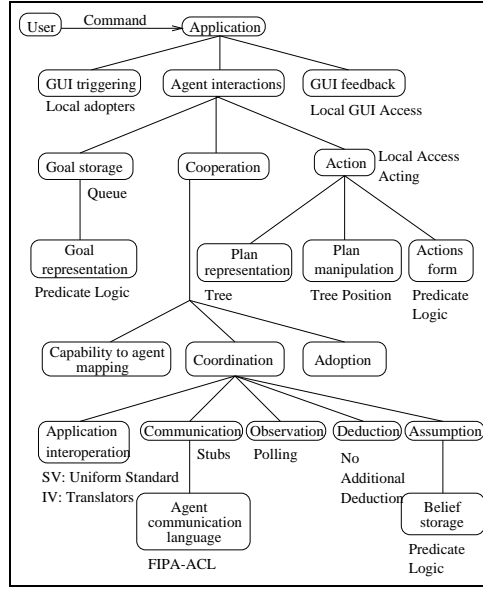 User
Command
Application
GUI triggering
Agent interactions
GUI feedback
Local adopters
Local GUI Access
Goal storage
Cooperation
Action
Local Access
Acting
Queue
Goal
representation
Plan
representation
Plan
manipulation
Actions
form
Predicate Logic
Tree
Tree Position
Predicate
Logic
Capability to agent
mapping
Coordination
Adoption
Application
interoperation
Communication
Observation
Deduction
Assumption
SV: Uniform Standard
IV: Translators
Stubs
Polling
No
Additional
Deduction
Agent
communication
language
Belief
storage
FIPA-ACL
Predicate
Logic